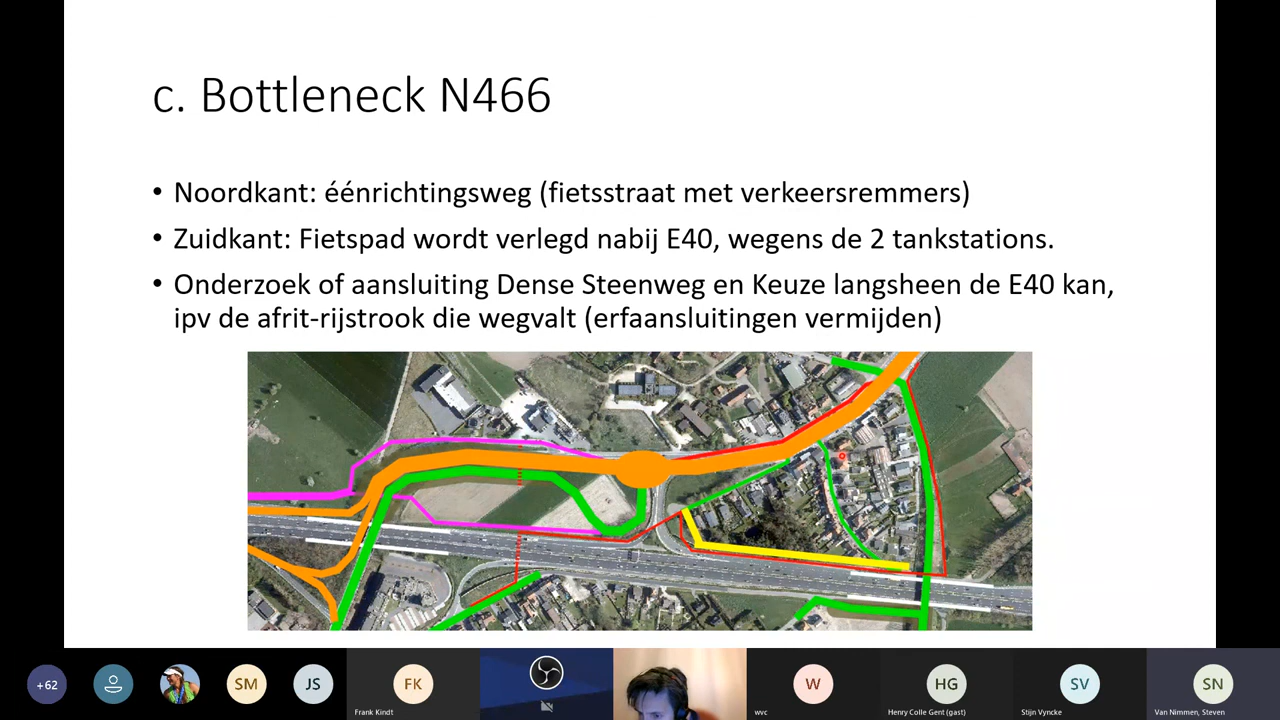 c. Bottleneck N466
• Noordkant: éénrichtingsweg (fietsstraat met verkeersremmers)
• Zuidkant: Fietspad wordt verlegd nabij E40, wegens de 2 tankstations.
• Onderzoek of aansluiting Dense Steenweg en Keuze langsheen de E40 kan,
ipv de afrit-rijstrook die wegvalt (erfaansluitingen vermijden)
+62
SM
JS
FK
Frank Kindt
W
wvc
HG
Henry Colle Gent (gast)
SV
Stijn Vyncke
SN
Van Nimmen, Steven